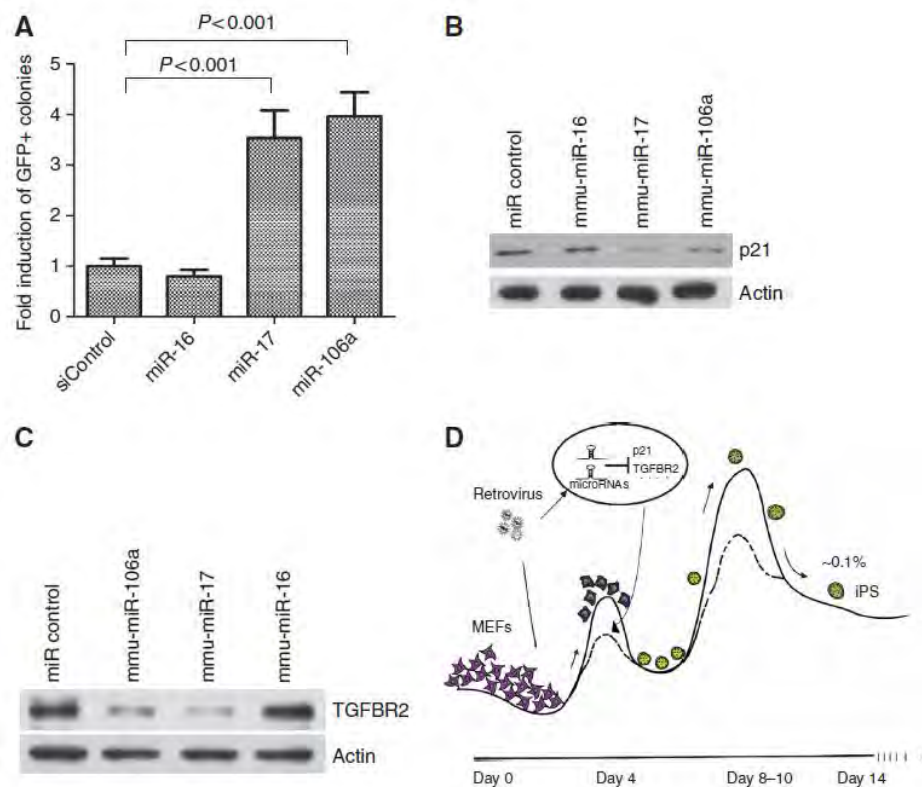 A
P<0.001
P<0.001
Fold induction of GFP+ colonies
5
4
3
2
1
0
siControl
miR-16
miR-17
miR-106a
B
miR control
mmu-miR-16
mmu-miR-17
mmu-miR-106a
p21
Actin
C
miR control
mmu-miR-106a
mmu-miR-17
mmu-miR-16
TGFBR2
Actin
D
p21
TGFBR2
microRNAs
Retrovirus
MEFs
~0.1%
iPS
Day 0
Day 4
Day 8–10
Day 14